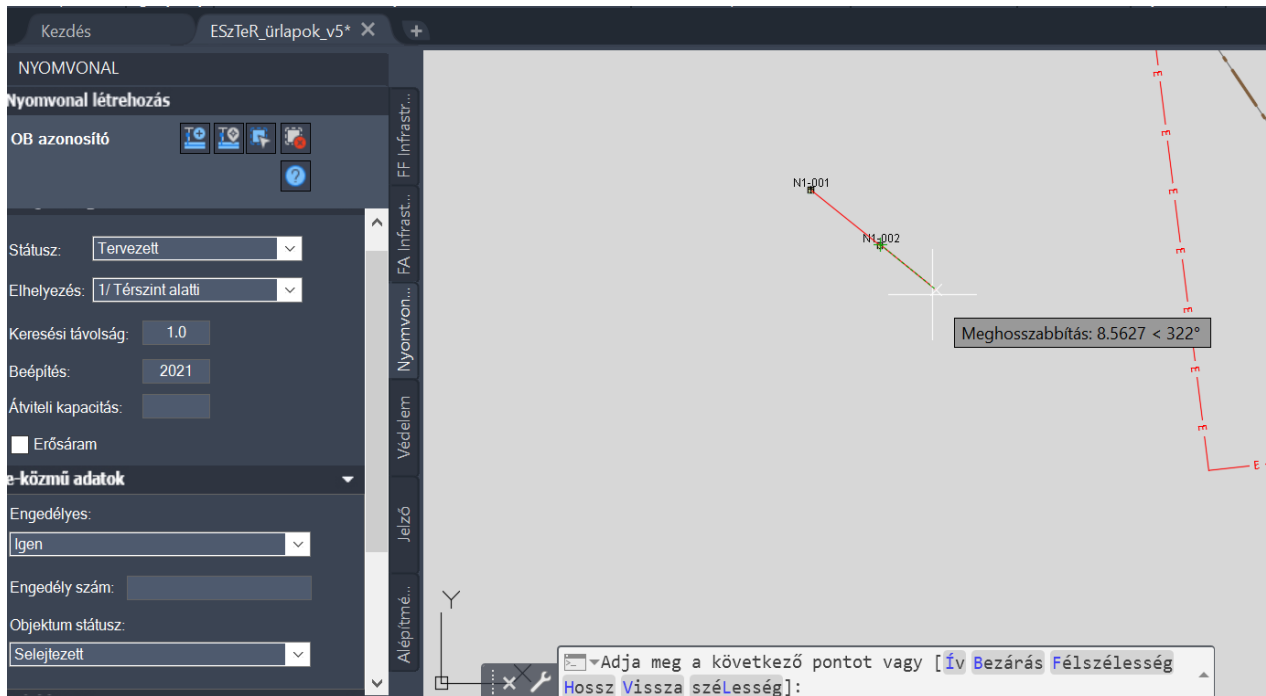 Kezdés
ESzTeR_ürlapok_v5*
NYOMVONAL
Nyomvonal létrehozás
OB azonosító
Státusz: Tervezett
Elhelyezés: 1/ Térszint alatti
Keresési távolság: 1.0
Beépítés: 2021
Átviteli kapacitás:
Erősáram
e-közmű adatok
Engedélyes:
Igen
Engedély szám:
Objektum státusz:
Selejtezett
FF Infrastr...
FA Infrast...
Nyomvon...
Védelem
Jelző
Alépítmé...
N1-001
N1-002
E
E
E
E
E
E
E
E
Meghosszabbítás: 8.5627 < 322°
Y
X
Adja meg a következő pontot vagy [Ív Bezárás Félszélesség
Hossz Vissza széLesség]: